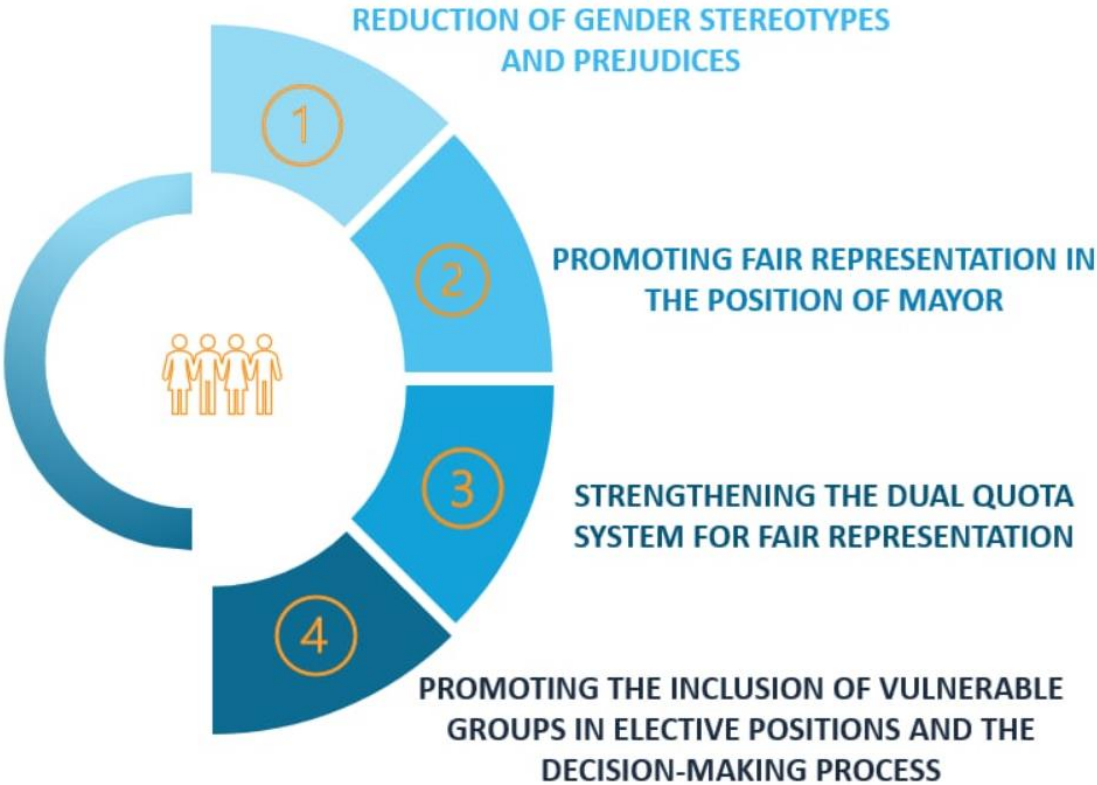 REDUCTION OF GENDER STEREOTYPES
AND PREJUDICES
1
2
PROMOTING FAIR REPRESENTATION IN
THE POSITION OF MAYOR
3
STRENGTHENING THE DUAL QUOTA
SYSTEM FOR FAIR REPRESENTATION
4
PROMOTING THE INCLUSION OF VULNERABLE
GROUPS IN ELECTIVE POSITIONS AND THE
DECISION-MAKING PROCESS